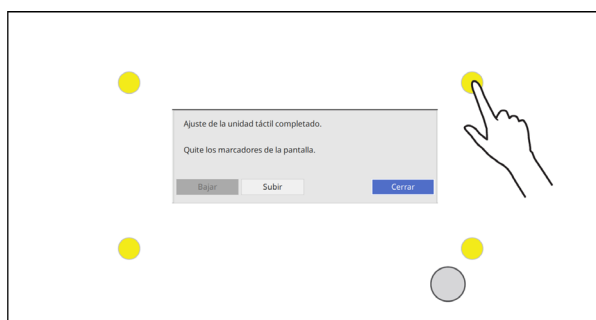 Ajuste de la unidad táctil completado.
Quite los marcadores de la pantalla.
Bajar Subir Cerrar